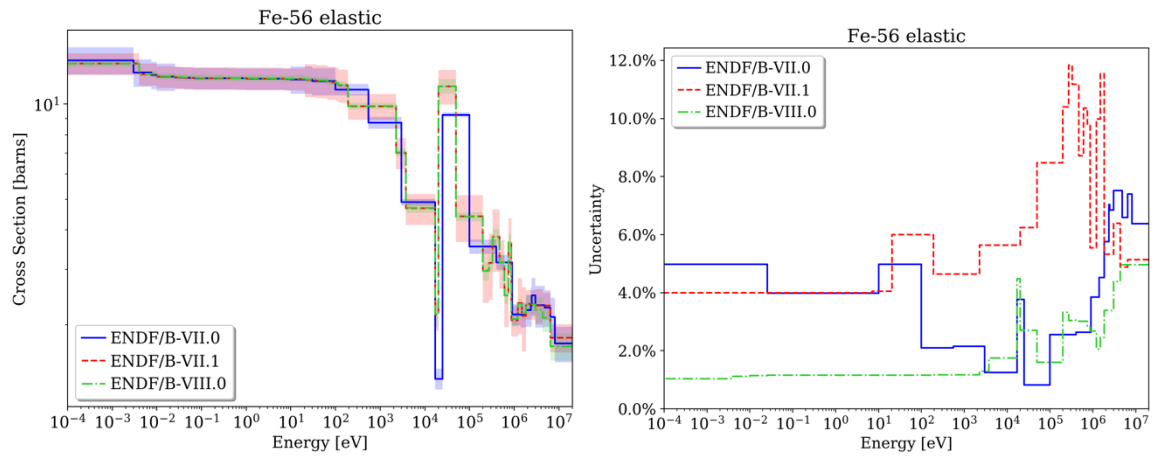 Fe-56 elastic
Cross Section [barns]
10¹
ENDF/B-VII.0
ENDF/B-VII.1
ENDF/B-VIII.0
10⁻⁴ 10⁻³ 10⁻² 10⁻¹ 10⁰ 10¹ 10² 10³ 10⁴ 10⁵ 10⁶ 10⁷
Energy [eV]
Fe-56 elastic
Uncertainty
12.0%
10.0%
8.0%
6.0%
4.0%
2.0%
0.0%
ENDF/B-VII.0
ENDF/B-VII.1
ENDF/B-VIII.0
10⁻⁴ 10⁻³ 10⁻² 10⁻¹ 10⁰ 10¹ 10² 10³ 10⁴ 10⁵ 10⁶ 10⁷
Energy [eV]